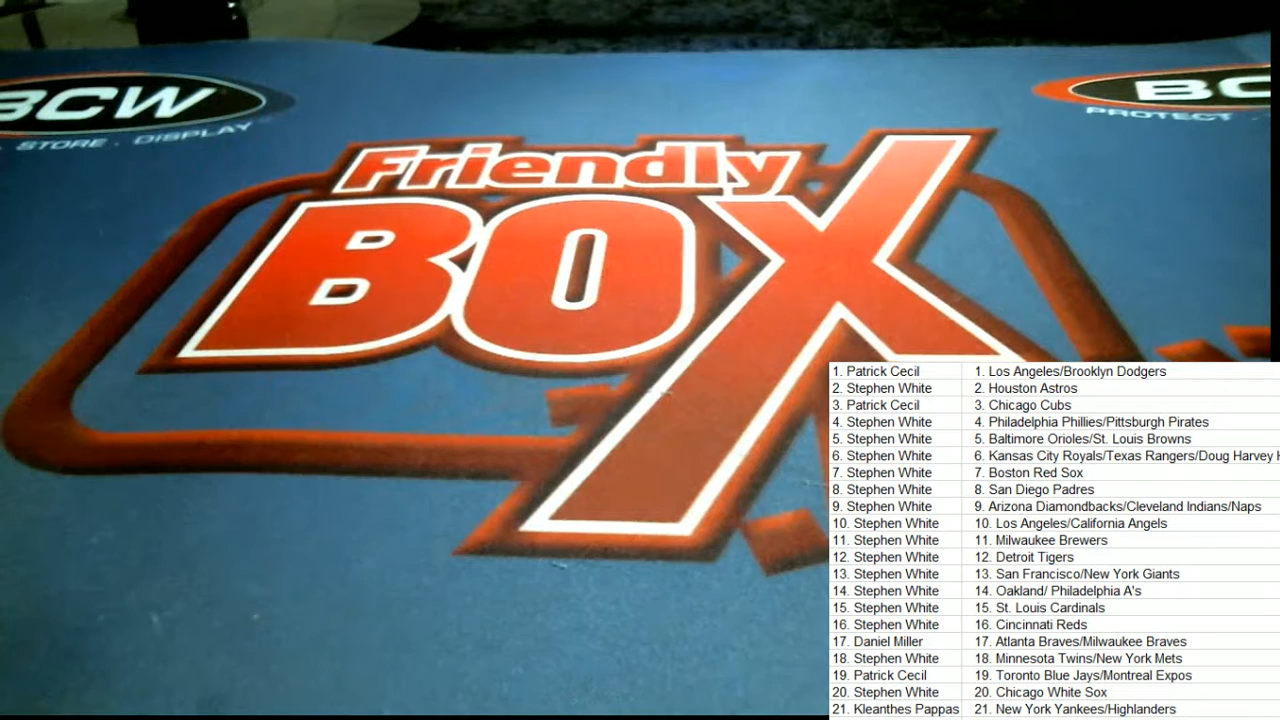 BCW
STORE . DISPLAY
BC
PROTECT
Friendly
BOX
1. Patrick Cecil 1. Los Angeles/Brooklyn Dodgers
2. Stephen White 2. Houston Astros
3. Patrick Cecil 3. Chicago Cubs
4. Stephen White 4. Philadelphia Phillies/Pittsburgh Pirates
5. Stephen White 5. Baltimore Orioles/St. Louis Browns
6. Stephen White 6. Kansas City Royals/Texas Rangers/Doug Harvey H
7. Stephen White 7. Boston Red Sox
8. Stephen White 8. San Diego Padres
9. Stephen White 9. Arizona Diamondbacks/Cleveland Indians/Naps
10. Stephen White 10. Los Angeles/California Angels
11. Stephen White 11. Milwaukee Brewers
12. Stephen White 12. Detroit Tigers
13. Stephen White 13. San Francisco/New York Giants
14. Stephen White 14. Oakland/ Philadelphia A's
15. Stephen White 15. St. Louis Cardinals
16. Stephen White 16. Cincinnati Reds
17. Daniel Miller 17. Atlanta Braves/Milwaukee Braves
18. Stephen White 18. Minnesota Twins/New York Mets
19. Patrick Cecil 19. Toronto Blue Jays/Montreal Expos
20. Stephen White 20. Chicago White Sox
21. Kleanthes Pappas 21. New York Yankees/Highlanders